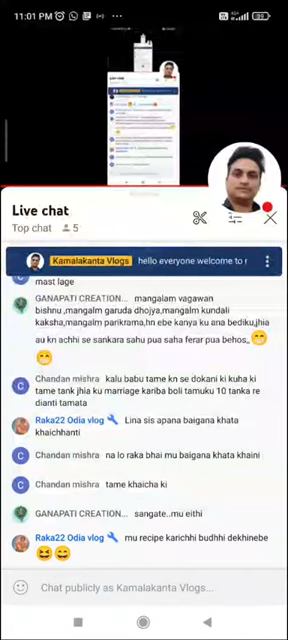 11:01 PM
Live chat
Top chat 5
Kamalakanta Vlogs hello everyone welcome to r
mast lage
GANAPATI CREATION... mangalam vagawan
bishnu,mangalm garuda dhojya,mangalm kundali
kaksha,mangalm parikrama,hn ebe kanya ku ana bediku,jhia
au kn achhi se sankara sahu pua saha ferar pua behos,,😁
😁
Chandan mishra kalu babu tame kn se dokani ki kuha ki
tame tank jhia ku marriage kariba boli tamuku 10 tanka re
dianti tamata
Raka22 Odia vlog Lina sis apana baigana khata
khaichhanti
Chandan mishra na lo raka bhai mu baigana khata khaini
Chandan mishra tame khaicha ki
GANAPATI CREATION... sangate..mu eithi
Raka22 Odia vlog mu recipe karichhi budhhi dekhinebe
😆😄
Chat publicly as Kamalakanta Vlogs...